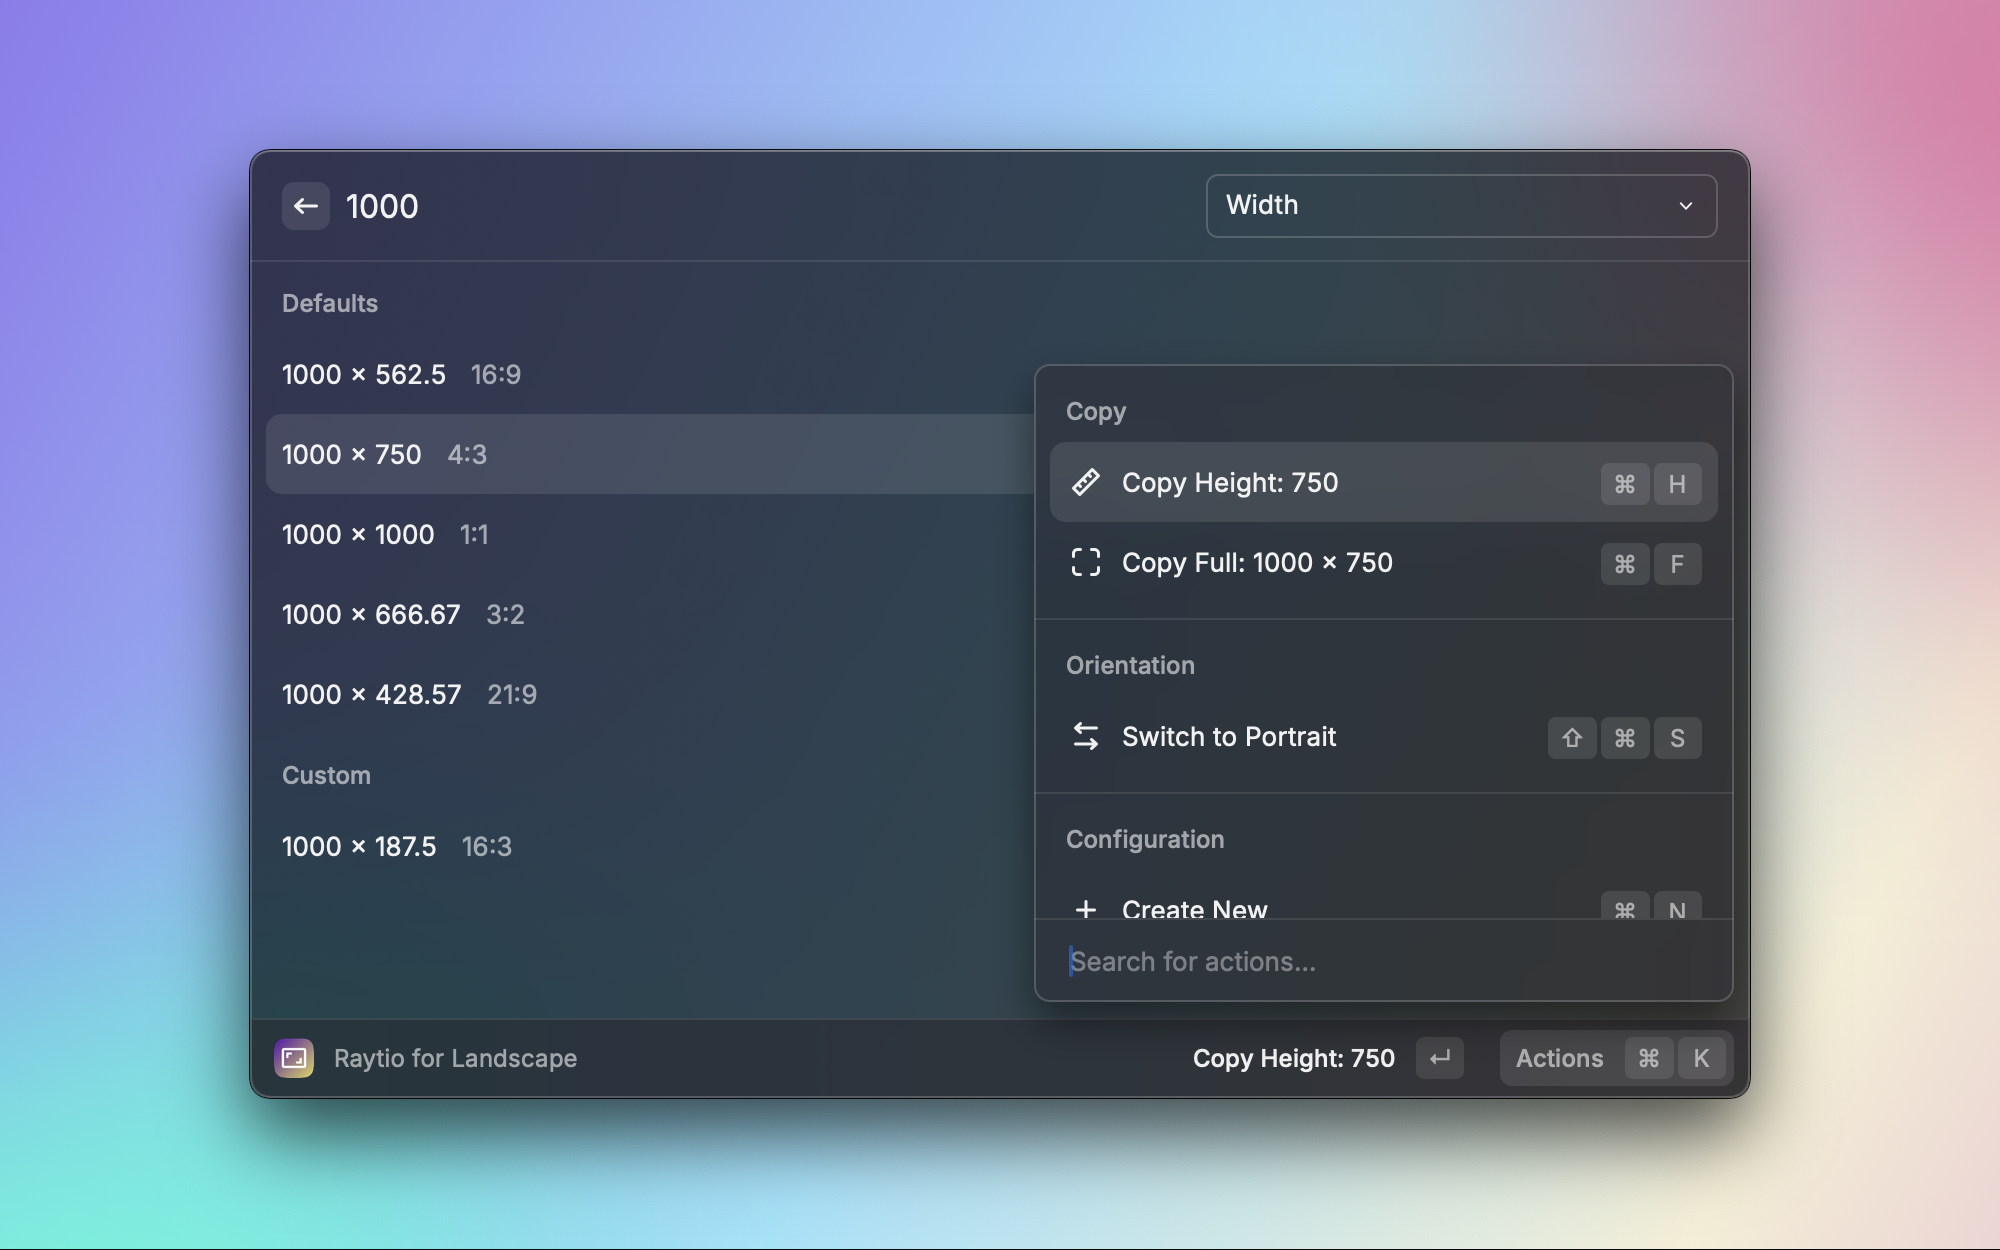 1000
Width
Defaults
1000 × 562.5 16:9
1000 × 750 4:3
1000 × 1000 1:1
1000 × 666.67 3:2
1000 × 428.57 21:9
Custom
1000 × 187.5 16:3
Copy
Copy Height: 750 ⌘ H
Copy Full: 1000 × 750 ⌘ F
Orientation
Switch to Portrait ⇧ ⌘ S
Configuration
Create New ⌘ N
Search for actions...
Raytio for Landscape
Copy Height: 750 ↵
Actions ⌘ K